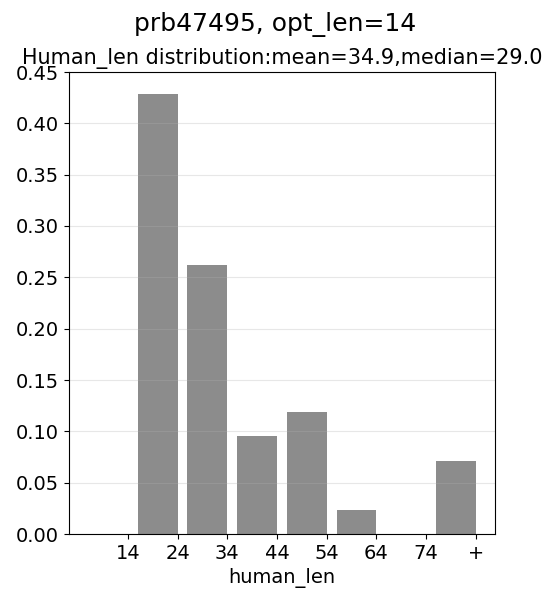 prb47495, opt_len=14
Human_len distribution:mean=34.9,median=29.0
0.45
0.40
0.35
0.30
0.25
0.20
0.15
0.10
0.05
0.00
14 24 34 44 54 64 74 +
human_len